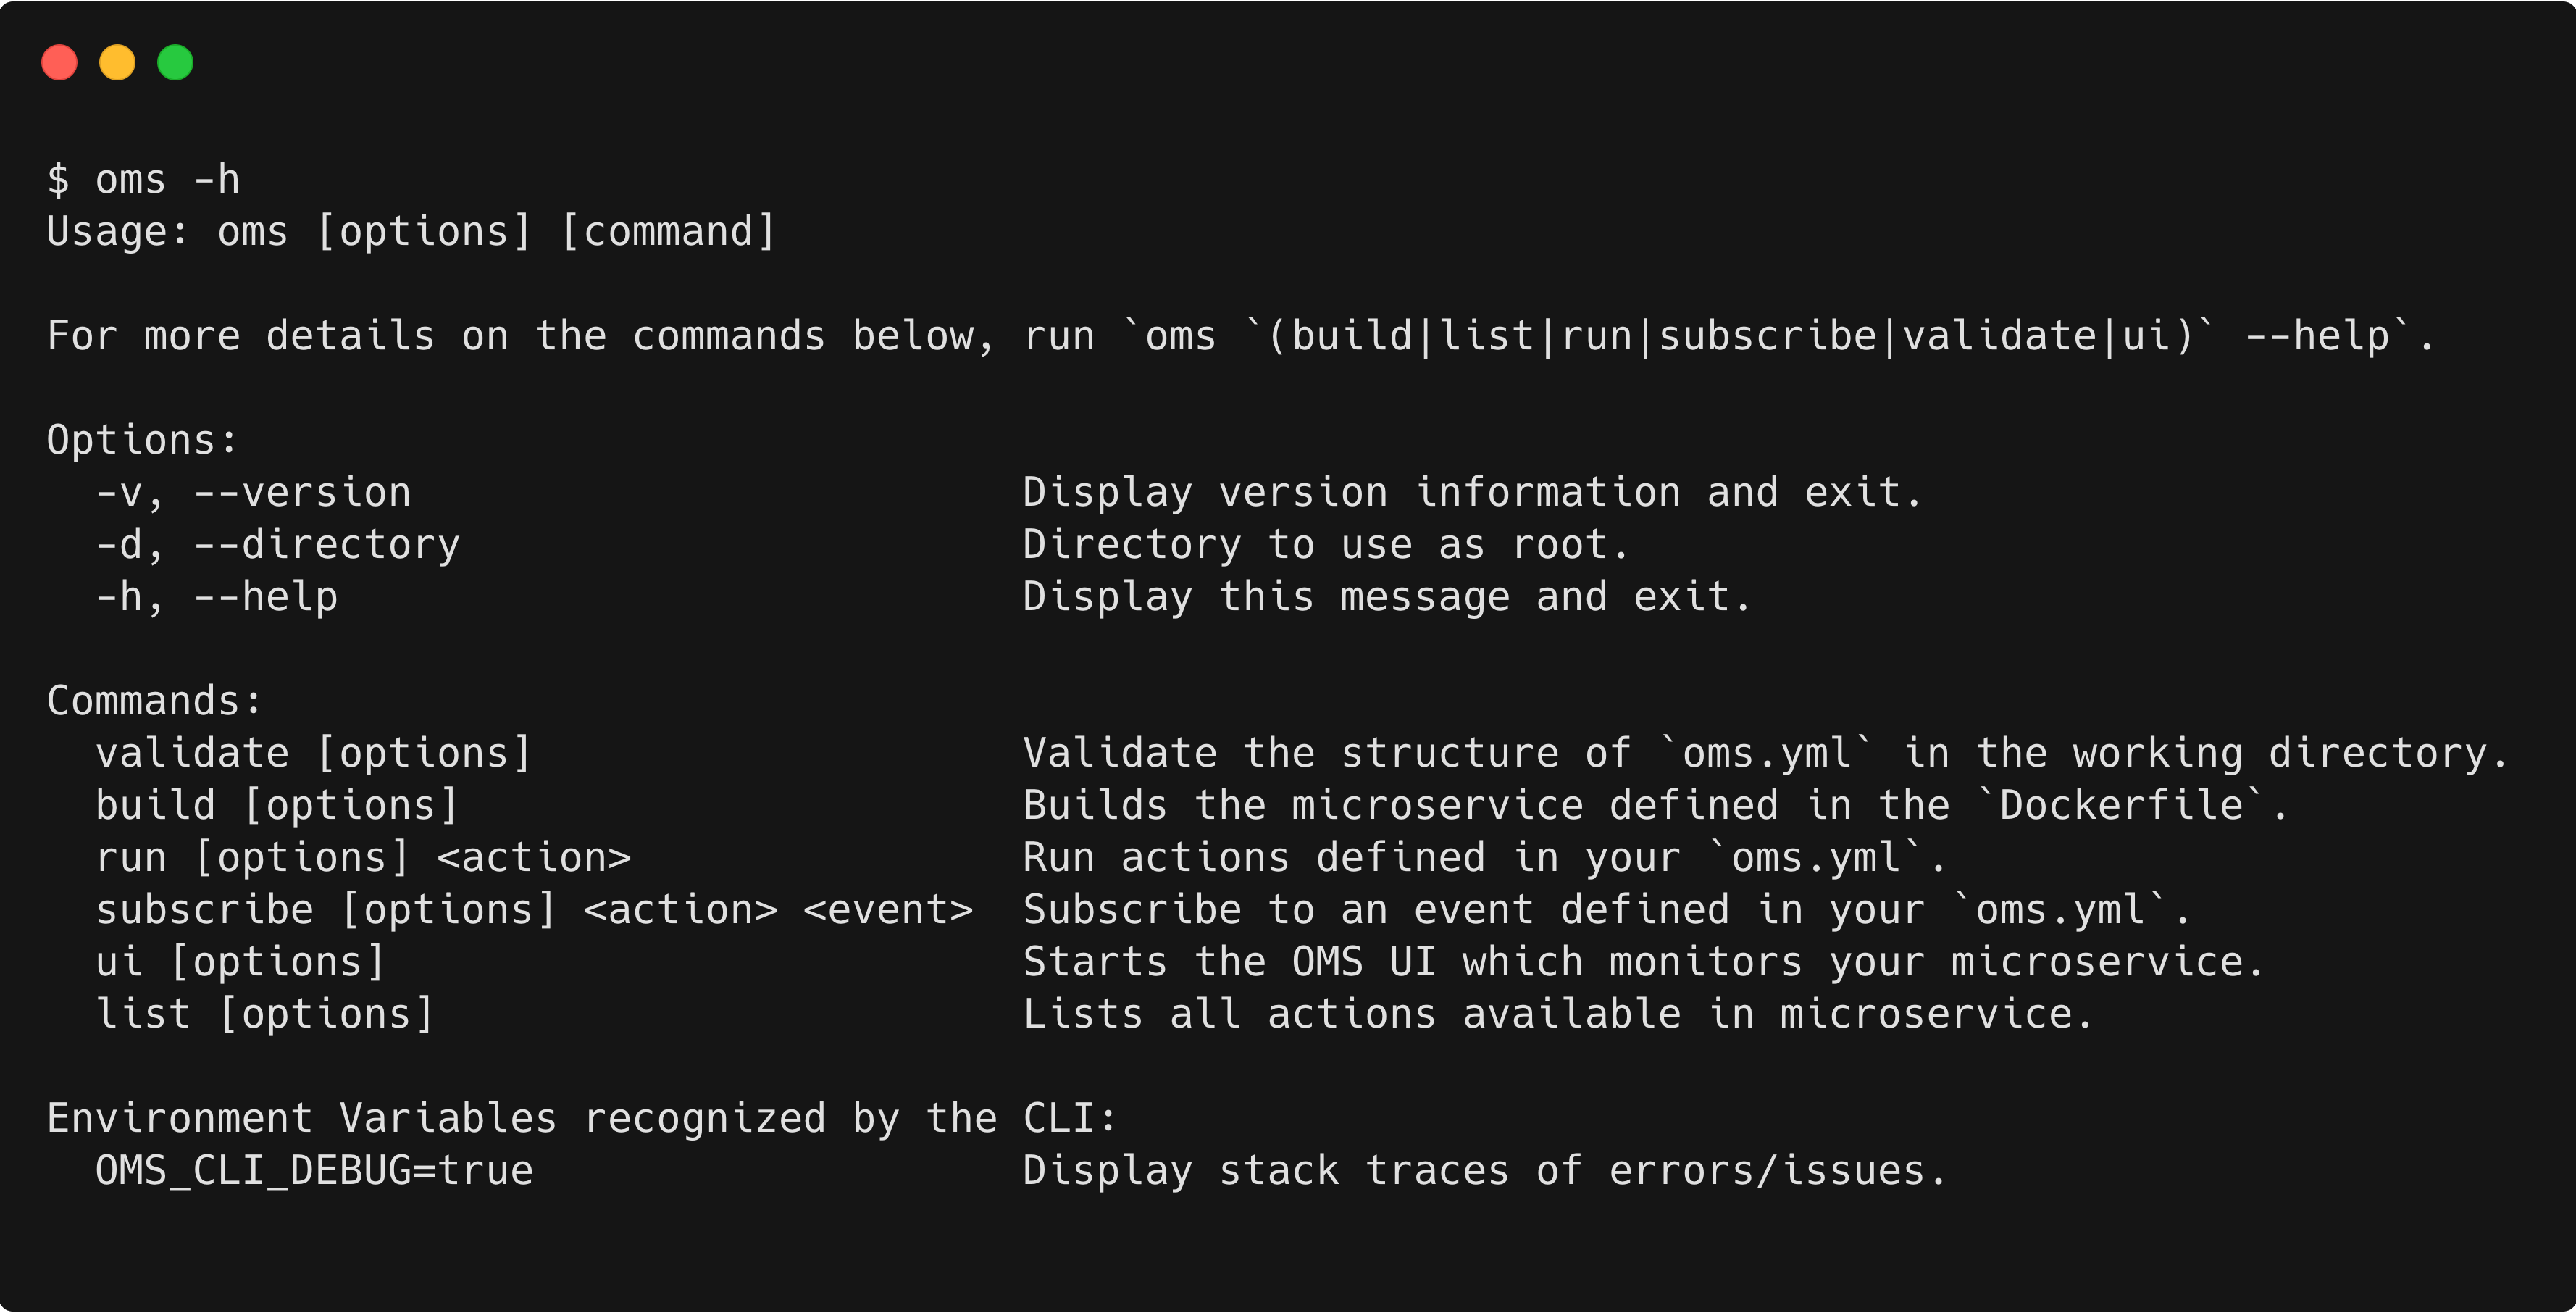 $ oms -h
Usage: oms [options] [command]
For more details on the commands below, run `oms `(build|list|run|subscribe|validate|ui)` --help`.
Options:
  -v, --version                         Display version information and exit.
  -d, --directory                       Directory to use as root.
  -h, --help                            Display this message and exit.
Commands:
  validate [options]                    Validate the structure of `oms.yml` in the working directory.
  build [options]                       Builds the microservice defined in the `Dockerfile`.
  run [options] <action>                Run actions defined in your `oms.yml`.
  subscribe [options] <action> <event>  Subscribe to an event defined in your `oms.yml`.
  ui [options]                          Starts the OMS UI which monitors your microservice.
  list [options]                        Lists all actions available in microservice.
Environment Variables recognized by the CLI:
  OMS_CLI_DEBUG=true                    Display stack traces of errors/issues.